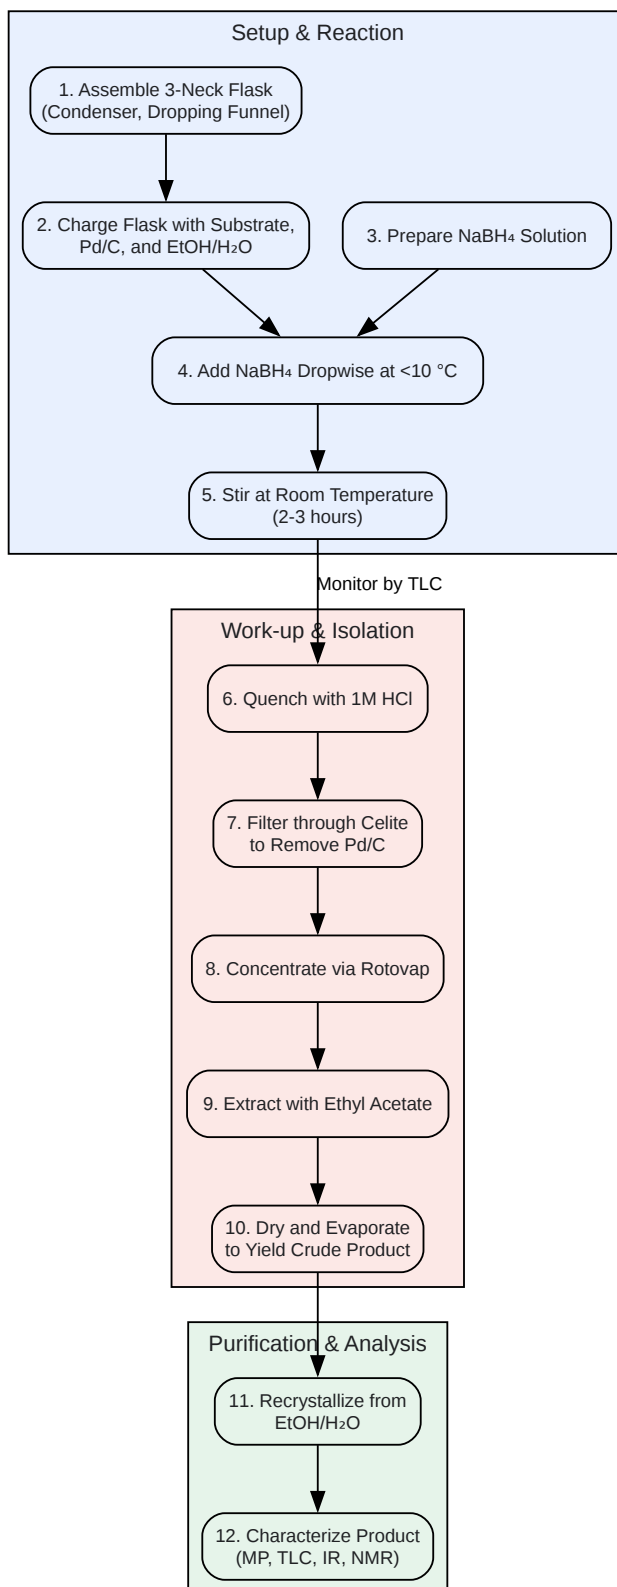 Setup & Reaction
1. Assemble 3-Neck Flask
(Condenser, Dropping Funnel)
2. Charge Flask with Substrate,
Pd/C, and EtOH/H₂O
3. Prepare NaBH₄ Solution
4. Add NaBH₄ Dropwise at <10 °C
5. Stir at Room Temperature
(2-3 hours)
Monitor by TLC
Work-up & Isolation
6. Quench with 1M HCl
7. Filter through Celite
to Remove Pd/C
8. Concentrate via Rotovap
9. Extract with Ethyl Acetate
10. Dry and Evaporate
to Yield Crude Product
Purification & Analysis
11. Recrystallize from
EtOH/H₂O
12. Characterize Product
(MP, TLC, IR, NMR)